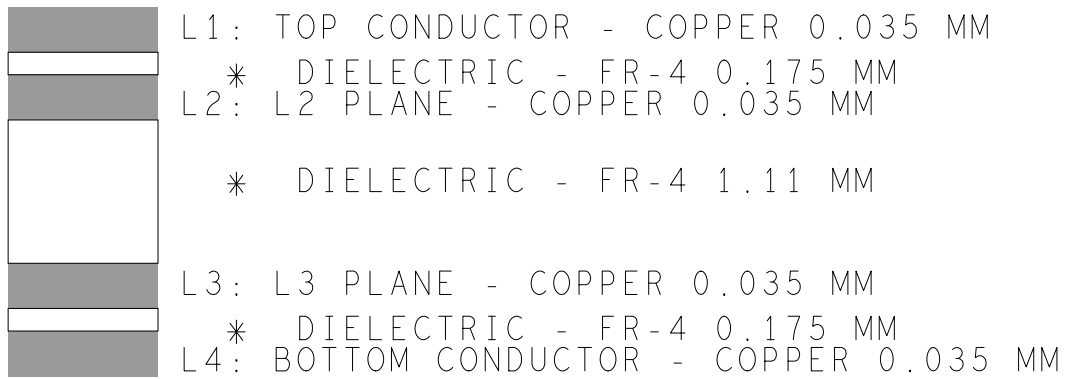 L1: TOP CONDUCTOR - COPPER 0.035 MM
* DIELECTRIC - FR-4 0.175 MM
L2: L2 PLANE - COPPER 0.035 MM
* DIELECTRIC - FR-4 1.11 MM
L3: L3 PLANE - COPPER 0.035 MM
* DIELECTRIC - FR-4 0.175 MM
L4: BOTTOM CONDUCTOR - COPPER 0.035 MM